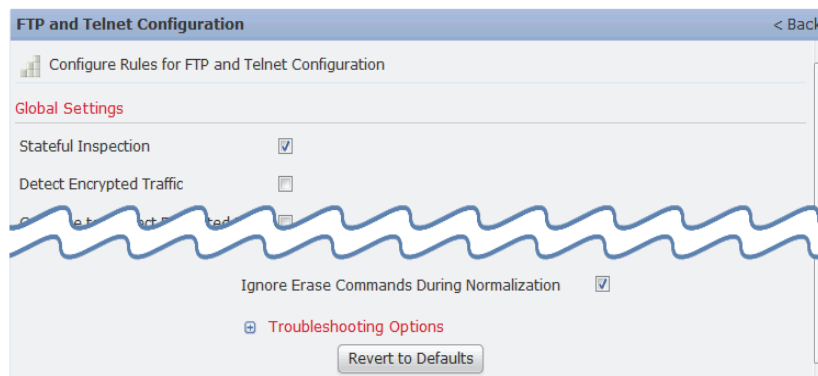 FTP and Telnet Configuration < Back
Configure Rules for FTP and Telnet Configuration
Global Settings
Stateful Inspection
Detect Encrypted Traffic
Ignore Erase Commands During Normalization
Troubleshooting Options
Revert to Defaults